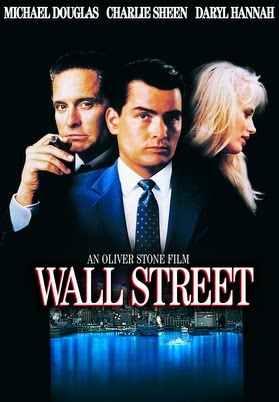 MICHAEL DOUGLAS CHARLIE SHEEN DARYL HANNAH
AN OLIVER STONE FILM
WALL STREET